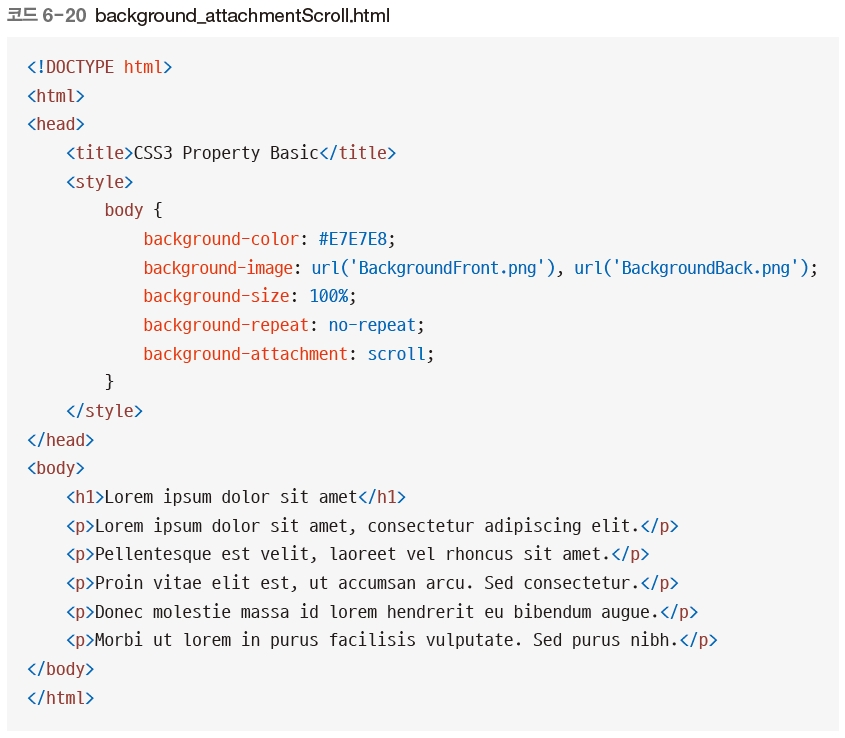 코드 6-20 background_attachmentScroll.html
<!DOCTYPE html>
<html>
<head>
    <title>CSS3 Property Basic</title>
    <style>
        body {
            background-color: #E7E7E8;
            background-image: url('BackgroundFront.png'), url('BackgroundBack.png');
            background-size: 100%;
            background-repeat: no-repeat;
            background-attachment: scroll;
        }
    </style>
</head>
<body>
    <h1>Lorem ipsum dolor sit amet</h1>
    <p>Lorem ipsum dolor sit amet, consectetur adipiscing elit.</p>
    <p>Pellentesque est velit, laoreet vel rhoncus sit amet.</p>
    <p>Proin vitae elit est, ut accumsan arcu. Sed consectetur.</p>
    <p>Donec molestie massa id lorem hendrerit eu bibendum augue.</p>
    <p>Morbi ut lorem in purus facilisis vulputate. Sed purus nibh.</p>
</body>
</html>